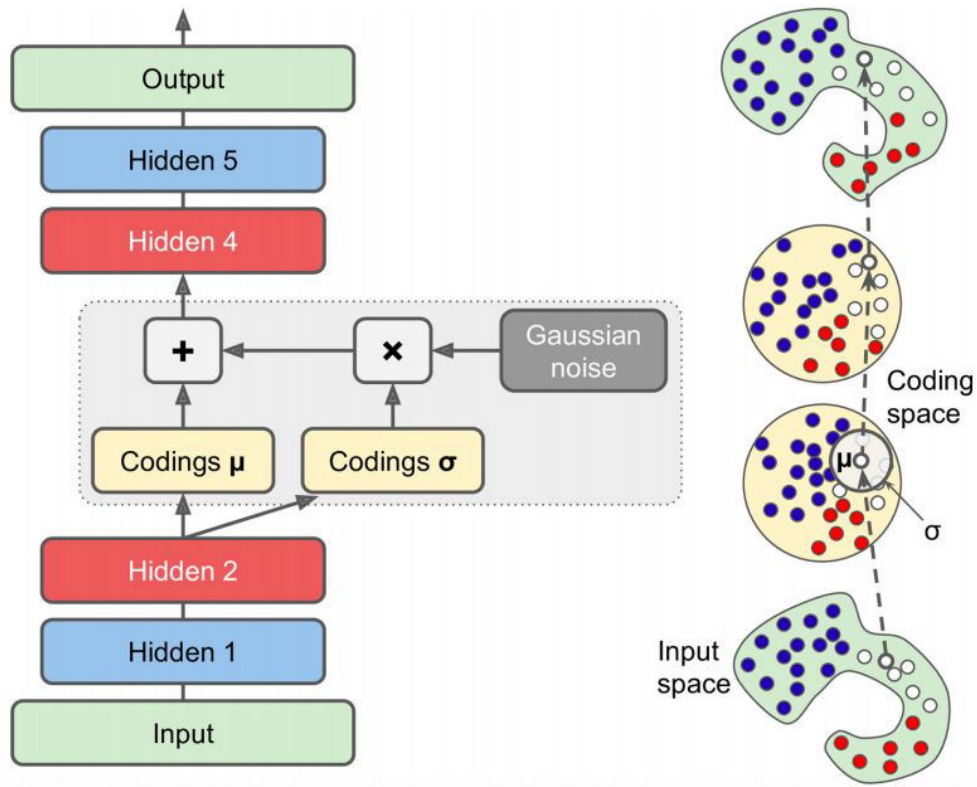 Output
Hidden 5
Hidden 4
+
×
Gaussian
noise
Codings μ
Codings σ
Hidden 2
Hidden 1
Input
Coding
space
μ
σ
Input
space